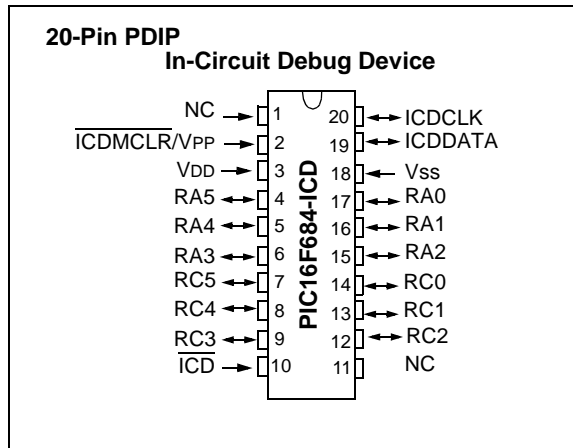 20-Pin PDIP
In-Circuit Debug Device
NC 1 20 ICDCLK
ICDMCLR/VPP 2 19 ICDDATA
VDD 3 18 Vss
RA5 4 17 RA0
RA4 5 16 RA1
RA3 6 15 RA2
RC5 7 14 RC0
RC4 8 13 RC1
RC3 9 12 RC2
ICD 10 11 NC
PIC16F684-ICD